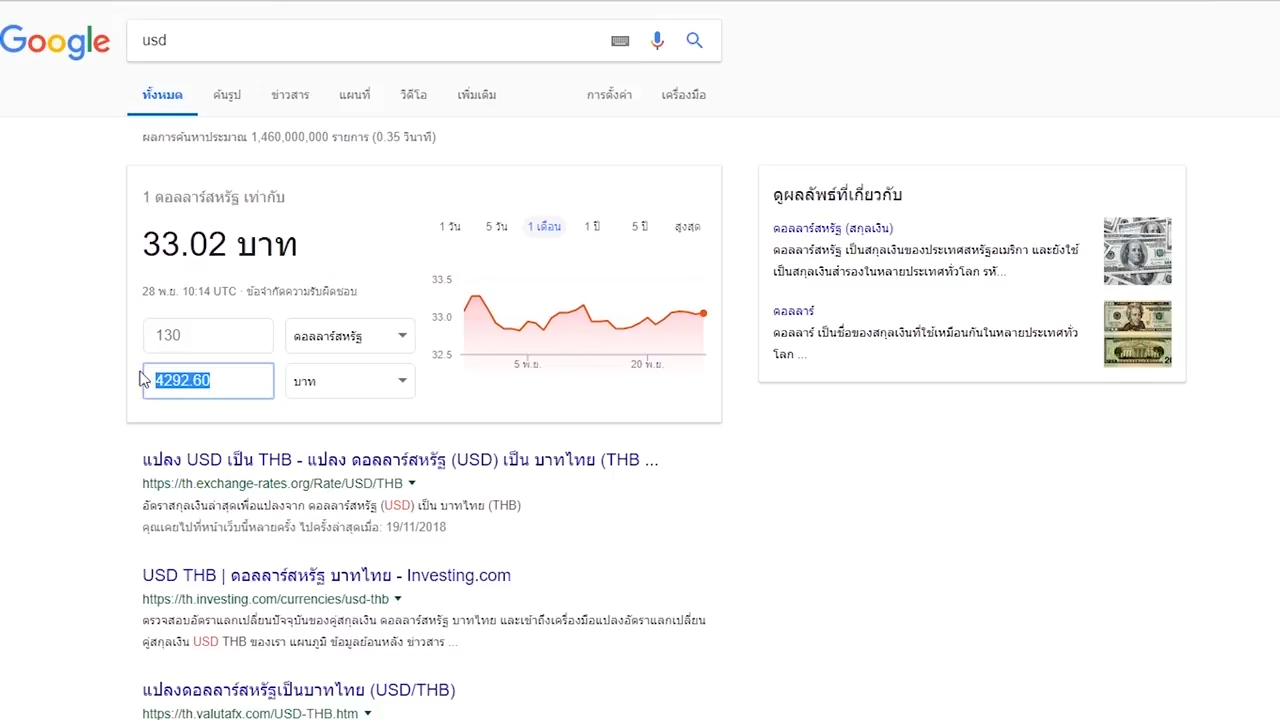 Google
usd
ทั้งหมด ค้นรูป ข่าวสาร แผนที่ วิดีโอ เพิ่มเติม การตั้งค่า เครื่องมือ
ผลการค้นหาประมาณ 1,460,000,000 รายการ (0.35 วินาที)
1 ดอลลาร์สหรัฐ เท่ากับ
33.02 บาท
28 พ.ย. 10:14 UTC · ข้อจำกัดความรับผิดชอบ
130 ดอลลาร์สหรัฐ
4292.60 บาท
1 วัน 5 วัน 1 เดือน 1 ปี 5 ปี สูงสุด
33.5
33.0
32.5
5 พ.ย. 20 พ.ย.
ดูผลลัพธ์ที่เกี่ยวกับ
ดอลลาร์สหรัฐ (สกุลเงิน)
ดอลลาร์สหรัฐ เป็นสกุลเงินของประเทศสหรัฐอเมริกา และยังใช้
เป็นสกุลเงินสำรองในหลายประเทศทั่วโลก รหั...
ดอลลาร์
ดอลลาร์ เป็นชื่อของสกุลเงินที่ใช้เหมือนกันในหลายประเทศทั่ว
โลก ...
แปลง USD เป็น THB - แปลง ดอลลาร์สหรัฐ (USD) เป็น บาทไทย (THB ...
https://th.exchange-rates.org/Rate/USD/THB
อัตราสกุลเงินล่าสุดเพื่อแปลงจาก ดอลลาร์สหรัฐ (USD) เป็น บาทไทย (THB)
คุณเคยไปที่หน้าเว็บนี้หลายครั้ง ไปครั้งล่าสุดเมื่อ: 19/11/2018
USD THB | ดอลลาร์สหรัฐ บาทไทย - Investing.com
https://th.investing.com/currencies/usd-thb
ตรวจสอบอัตราแลกเปลี่ยนปัจจุบันของคู่สกุลเงิน ดอลลาร์สหรัฐ บาทไทย และเข้าถึงเครื่องมือแปลงอัตราแลกเปลี่ยน
คู่สกุลเงิน USD THB ของเรา แผนภูมิ ข้อมูลย้อนหลัง ข่าวสาร ...
แปลงดอลลาร์สหรัฐเป็นบาทไทย (USD/THB)
https://th.valutafx.com/USD-THB.htm